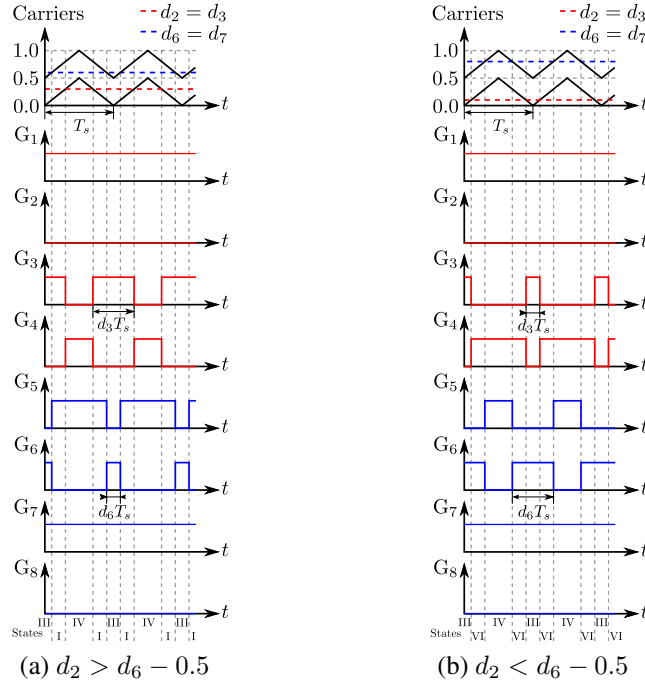 Carriers
d₂ = d₃
d₆ = d₇
1.0
0.5
0.0
t
Tₛ
G₁
t
G₂
t
G₃
t
d₃Tₛ
G₄
t
G₅
t
G₆
t
d₆Tₛ
G₇
t
G₈
t
III IV III IV III
States I I I I I
(a) d₂ > d₆ − 0.5
Carriers
d₂ = d₃
d₆ = d₇
1.0
0.5
0.0
t
Tₛ
G₁
t
G₂
t
G₃
t
d₃Tₛ
G₄
t
G₅
t
G₆
t
d₆Tₛ
G₇
t
G₈
t
III IV III IV III
States VI VI VI VI VI
(b) d₂ < d₆ − 0.5